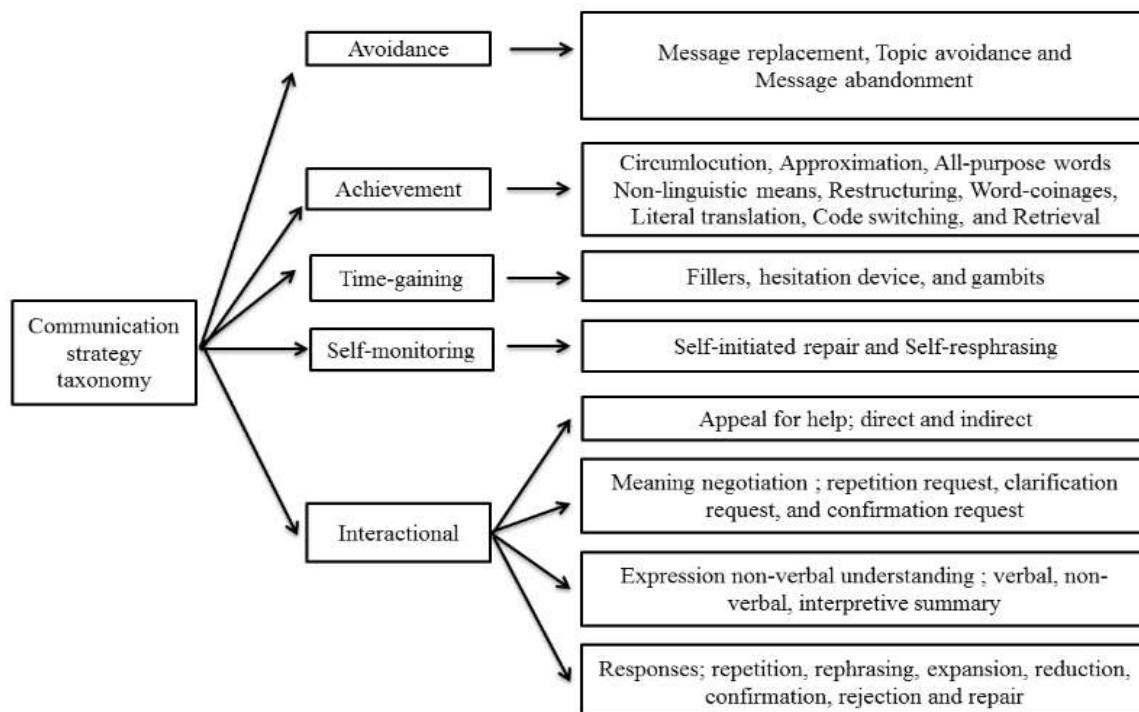 Avoidance
Message replacement, Topic avoidance and
Message abandonment
Achievement
Circumlocution, Approximation, All-purpose words
Non-linguistic means, Restructuring, Word-coinages,
Literal translation, Code switching, and Retrieval
Time-gaining
Fillers, hesitation device, and gambits
Communication
strategy
taxonomy
Self-monitoring
Self-initiated repair and Self-resphrasing
Interactional
Appeal for help; direct and indirect
Meaning negotiation ; repetition request, clarification
request, and confirmation request
Expression non-verbal understanding ; verbal, non-
verbal, interpretive summary
Responses; repetition, rephrasing, expansion, reduction,
confirmation, rejection and repair